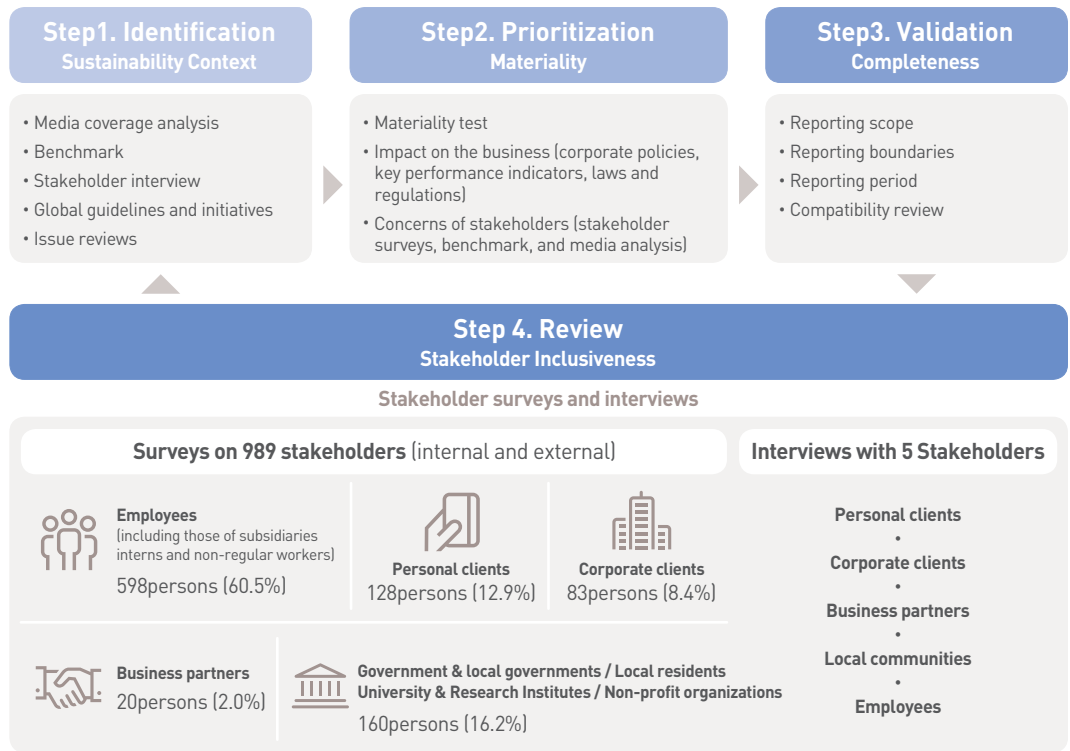 Step1. Identification
Sustainability Context
• Media coverage analysis
• Benchmark
• Stakeholder interview
• Global guidelines and initiatives
• Issue reviews
Step2. Prioritization
Materiality
• Materiality test
• Impact on the business (corporate policies,
key performance indicators, laws and
regulations)
• Concerns of stakeholders (stakeholder
surveys, benchmark, and media analysis)
Step3. Validation
Completeness
• Reporting scope
• Reporting boundaries
• Reporting period
• Compatibility review
Step 4. Review
Stakeholder Inclusiveness
Stakeholder surveys and interviews
Surveys on 989 stakeholders (internal and external)
Employees
(including those of subsidiaries
interns and non-regular workers)
598persons (60.5%)
Personal clients
128persons (12.9%)
Corporate clients
83persons (8.4%)
Business partners
20persons (2.0%)
Government & local governments / Local residents
University & Research Institutes / Non-profit organizations
160persons (16.2%)
Interviews with 5 Stakeholders
Personal clients
•
Corporate clients
•
Business partners
•
Local communities
•
Employees